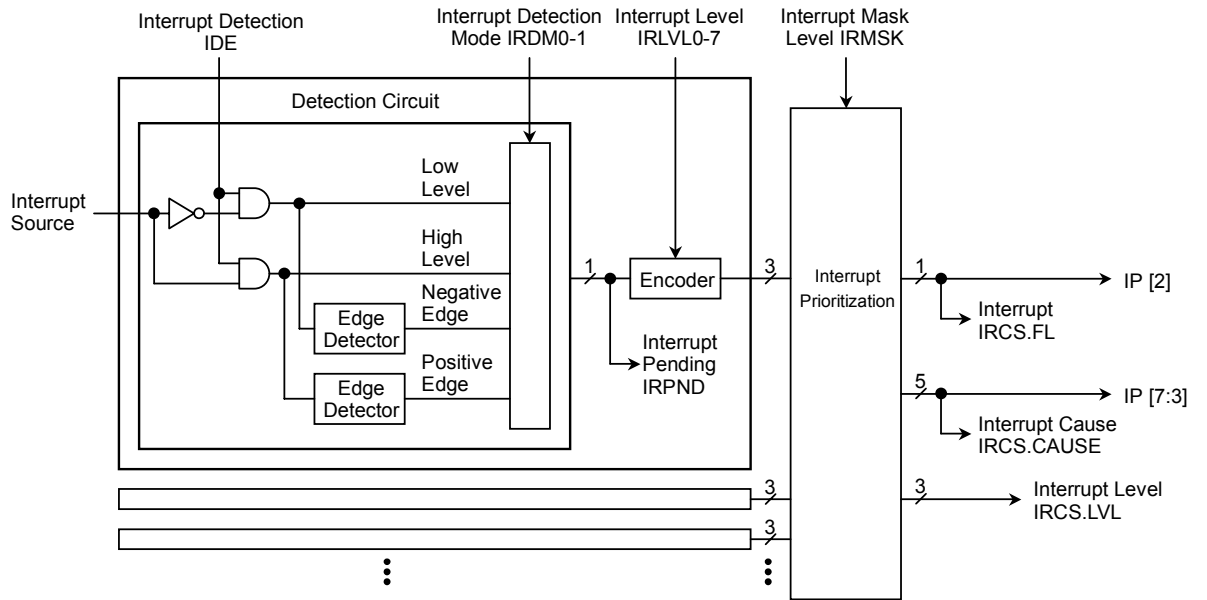 Interrupt Detection
IDE
Interrupt Detection
Mode IRDM0-1
Interrupt Level
IRLVL0-7
Interrupt Mask
Level IRMSK
Detection Circuit
Interrupt
Source
Low
Level
High
Level
Negative
Edge
Positive
Edge
Edge
Detector
Edge
Detector
1
Encoder
3
Interrupt
Pending
IRPND
Interrupt
Prioritization
1
IP [2]
Interrupt
IRCS.FL
5
IP [7:3]
Interrupt Cause
IRCS.CAUSE
3
3
Interrupt Level
IRCS.LVL
3